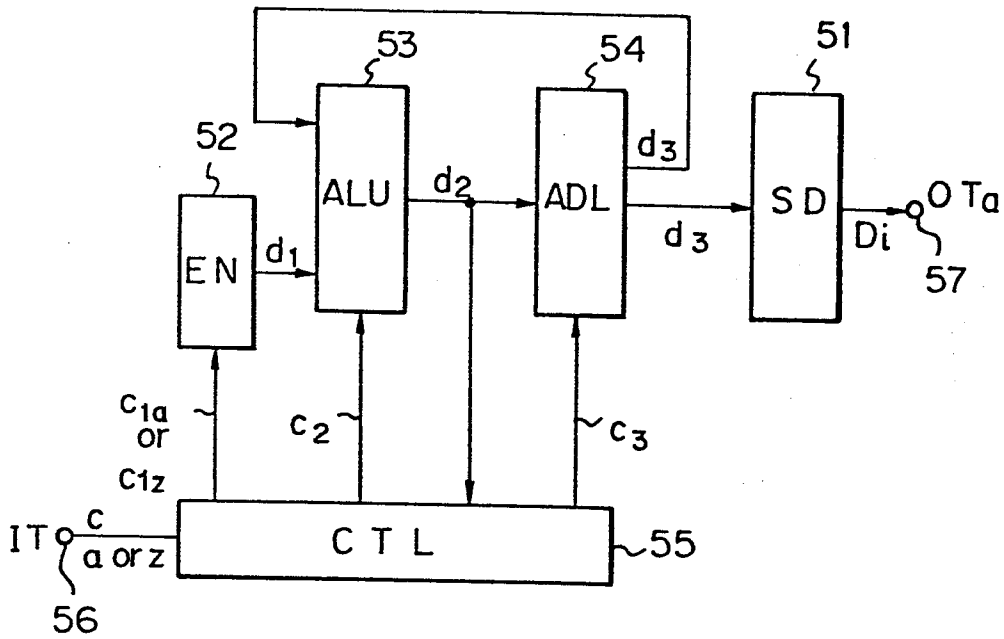 53
54
51
52
d3
EN
d1
ALU
d2
ADL
d3
SD
Di
OTa
57
c1a
or
c1z
c2
c3
IT
c
a or z
CTL
55
56